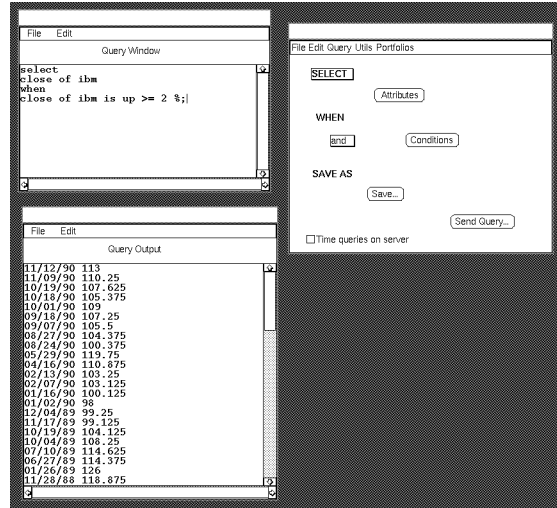 File Edit
Query Window
select
close of ibm
when
close of ibm is up >= 2 %;
File Edit
Query Output
11/12/90 113
11/09/90 110.25
10/19/90 107.625
10/18/90 105.375
10/01/90 109
09/18/90 107.25
09/07/90 105.5
08/27/90 104.375
08/24/90 100.375
05/29/90 119.75
04/16/90 110.875
02/13/90 103.25
02/07/90 103.125
01/16/90 100.125
01/02/90 98
12/04/89 99.25
11/17/89 99.125
10/19/89 104.125
10/04/89 108.25
07/10/89 114.625
06/27/89 114.375
01/26/89 126
11/28/88 118.875
File Edit Query Utils Portfolios
SELECT
Attributes
WHEN
and Conditions
SAVE AS
Save...
Send Query...
Time queries on server